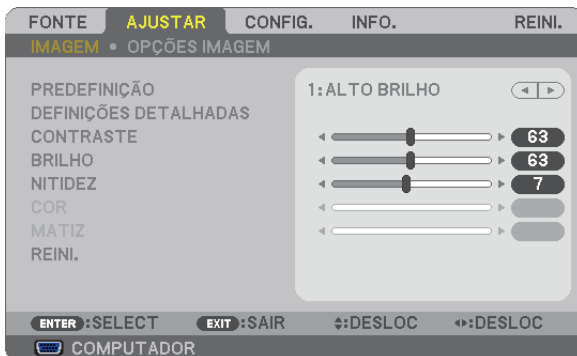 FONTE AJUSTAR CONFIG. INFO. REINI.
IMAGEM • OPÇÕES IMAGEM
PREDEFINIÇÃO 1:ALTO BRILHO
DEFINIÇÕES DETALHADAS
CONTRASTE 63
BRILHO 63
NITIDEZ 7
COR
MATIZ
REINI.
ENTER :SELECT EXIT :SAIR :DESLOC :DESLOC
COMPUTADOR